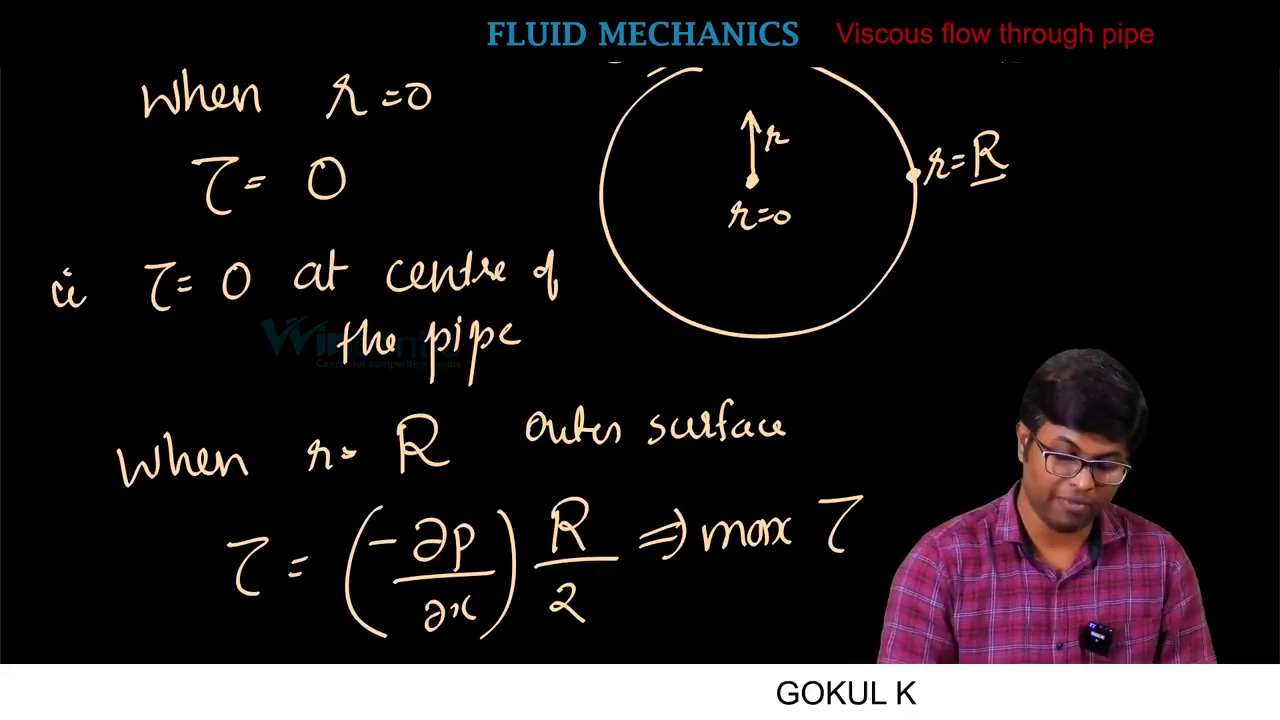 FLUID MECHANICS Viscous flow through pipe
When r=0
τ= 0
r
r=R
r=0
ie τ= 0 at centre of
the pipe
When r= R outer surface
τ = (-∂p/∂x) R/2 ⇒ max τ
GOKUL K